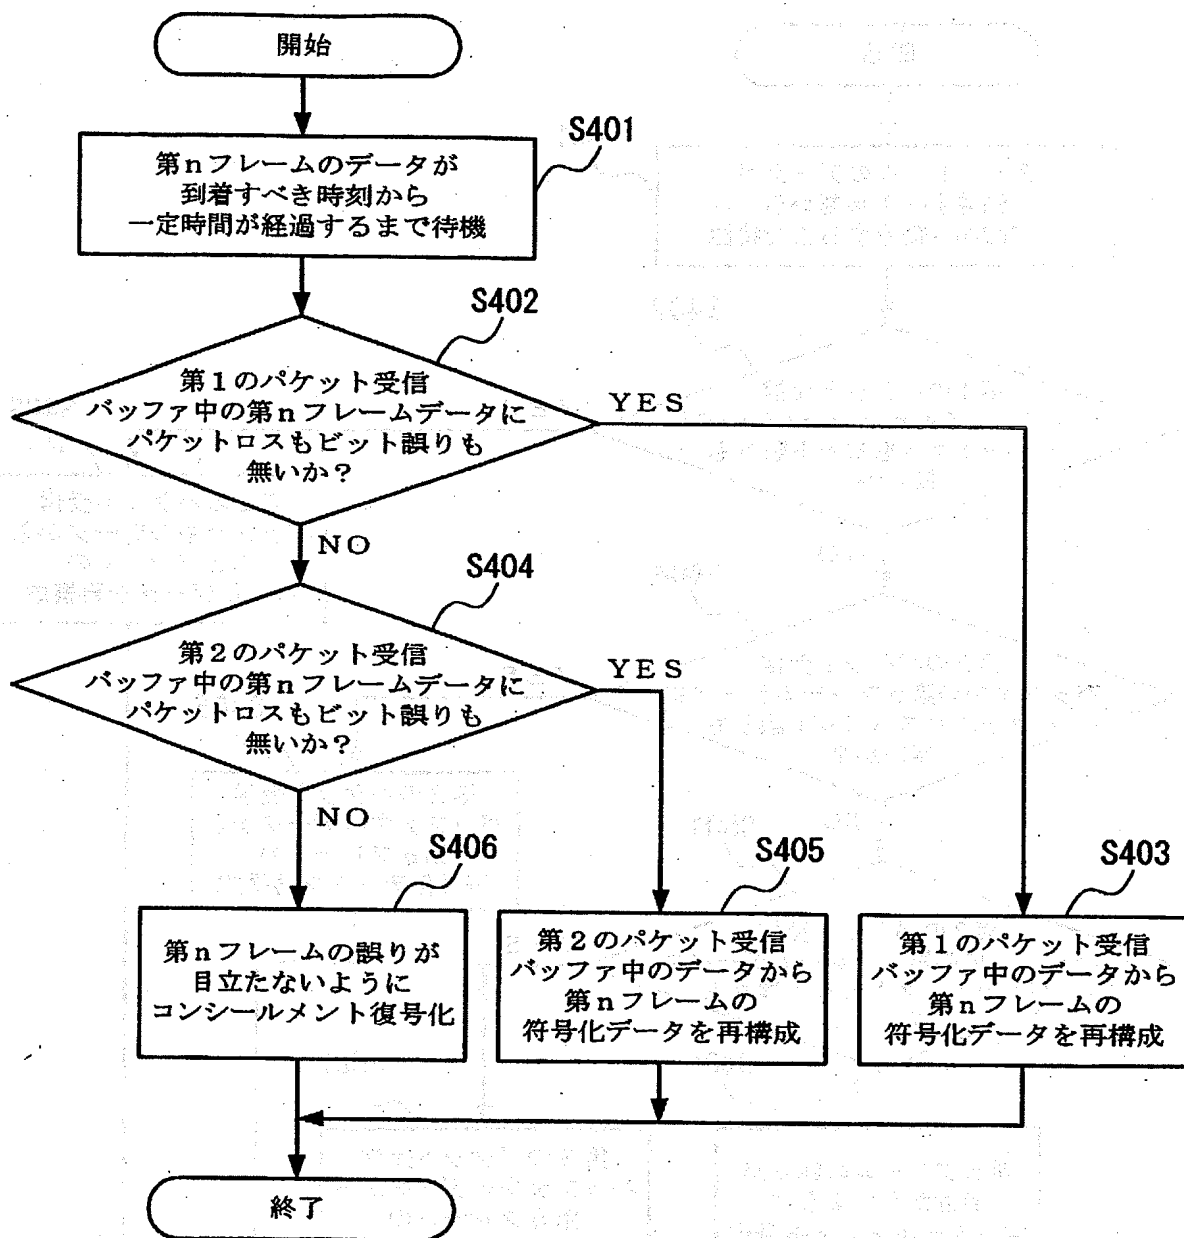 開始
S401
第nフレームのデータが
到着すべき時刻から
一定時間が経過するまで待機
S402
第1のパケット受信
バッファ中の第nフレームデータに
パケットロスもビット誤りも
無いか?
YES
NO
S404
第2のパケット受信
バッファ中の第nフレームデータに
パケットロスもビット誤りも
無いか?
YES
NO
S406
第nフレームの誤りが
目立たないように
コンシールメント復号化
S405
第2のパケット受信
バッファ中のデータから
第nフレームの
符号化データを再構成
S403
第1のパケット受信
バッファ中のデータから
第nフレームの
符号化データを再構成
終了